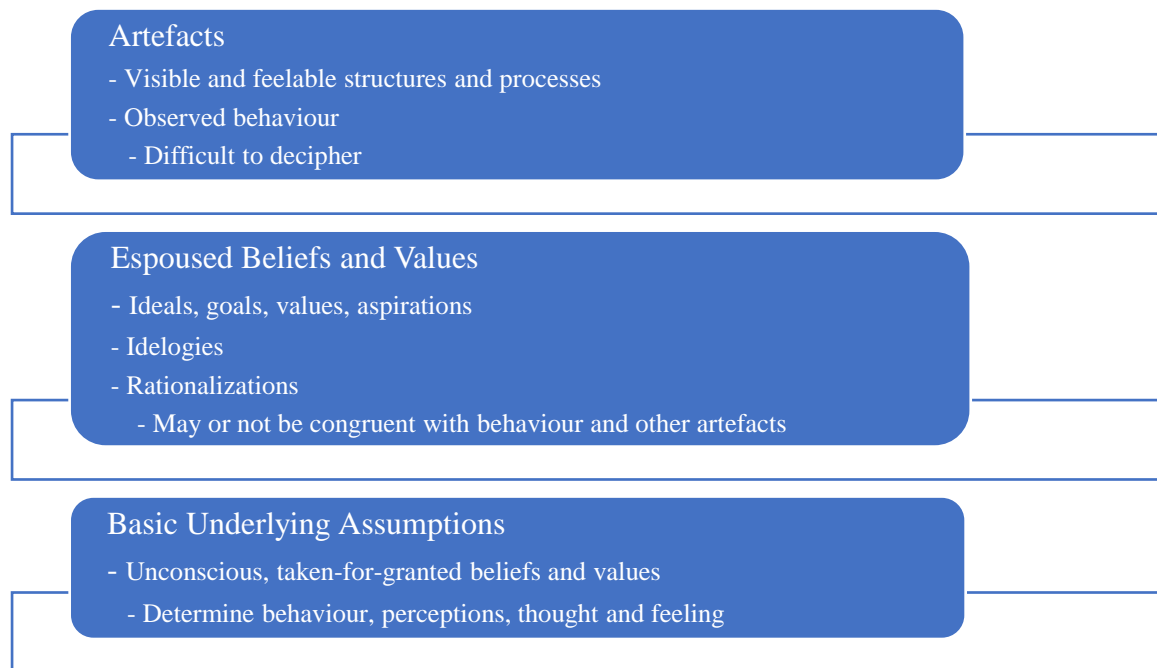 Artefacts
- Visible and feelable structures and processes
- Observed behaviour
- Difficult to decipher
Espoused Beliefs and Values
- Ideals, goals, values, aspirations
- Idelogies
- Rationalizations
- May or not be congruent with behaviour and other artefacts
Basic Underlying Assumptions
- Unconscious, taken-for-granted beliefs and values
- Determine behaviour, perceptions, thought and feeling